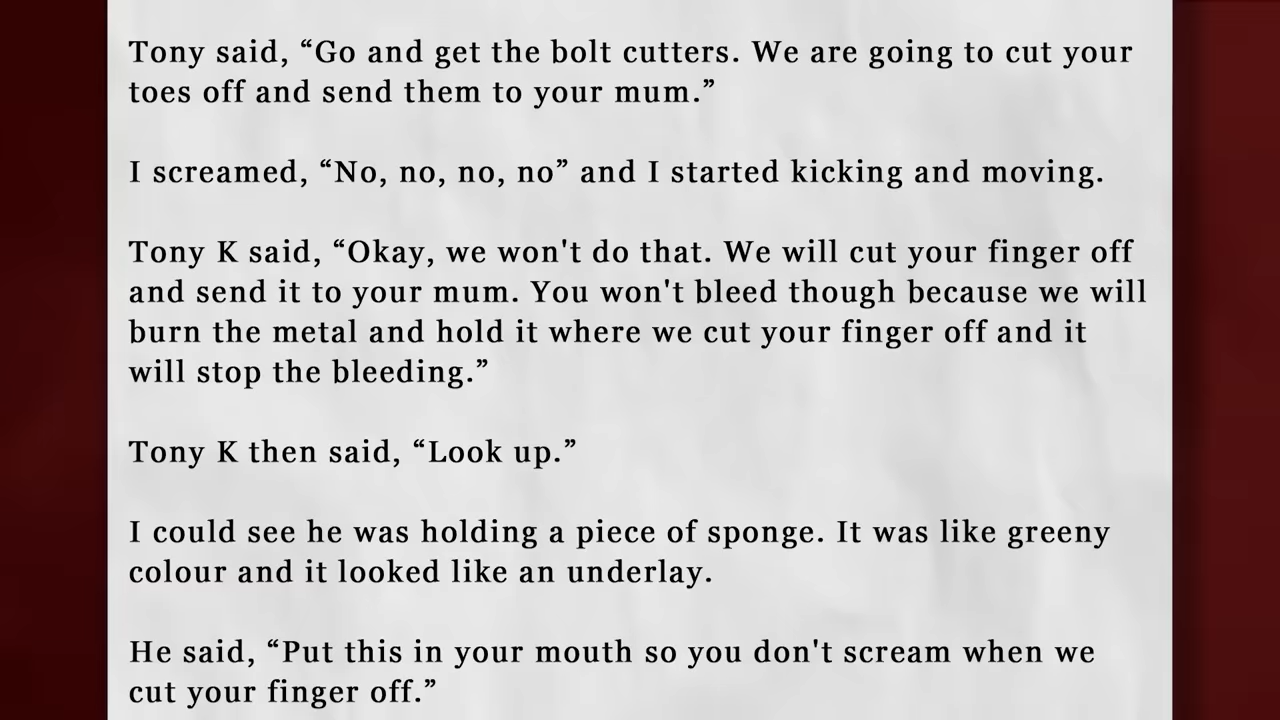 Tony said, “Go and get the bolt cutters. We are going to cut your
toes off and send them to your mum.”
I screamed, “No, no, no, no” and I started kicking and moving.
Tony K said, “Okay, we won't do that. We will cut your finger off
and send it to your mum. You won't bleed though because we will
burn the metal and hold it where we cut your finger off and it
will stop the bleeding.”
Tony K then said, “Look up.”
I could see he was holding a piece of sponge. It was like greeny
colour and it looked like an underlay.
He said, “Put this in your mouth so you don't scream when we
cut your finger off.”